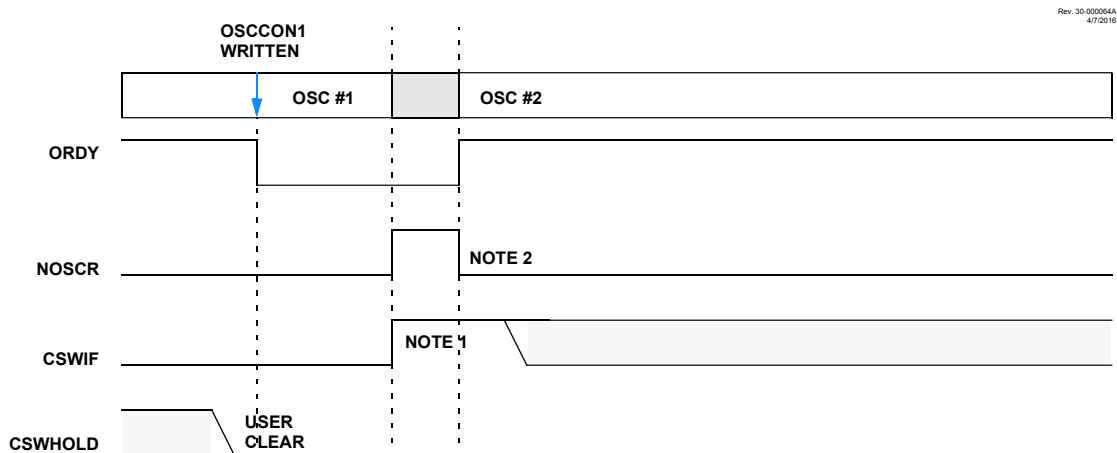 Rev. 30-000064A
4/7/2016
OSCCON1
WRITTEN
OSC #1
OSC #2
ORDY
NOSCR
NOTE 2
CSWIF
NOTE 1
USER
CSWHOLD
CLEAR